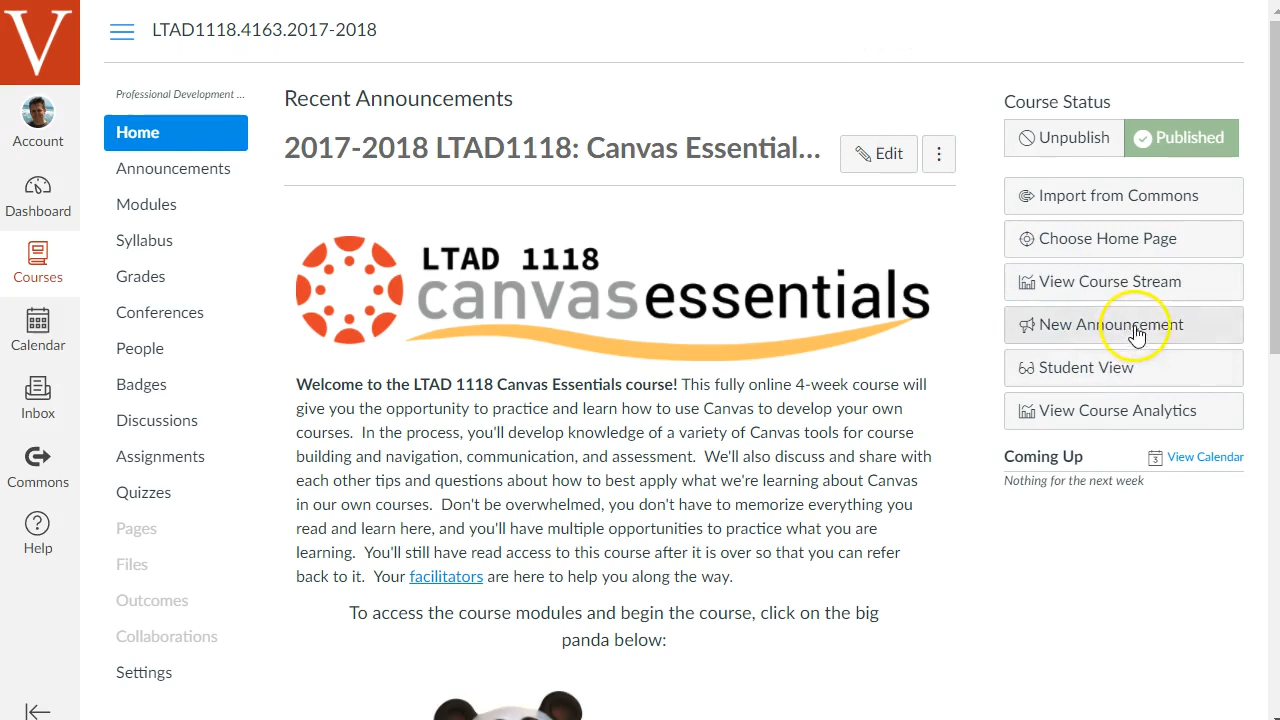 V
Account
Dashboard
Courses
Calendar
Inbox
Commons
Help
LTAD1118.4163.2017-2018
Professional Development ...
Home
Announcements
Modules
Syllabus
Grades
Conferences
People
Badges
Discussions
Assignments
Quizzes
Pages
Files
Outcomes
Collaborations
Settings
Recent Announcements
2017-2018 LTAD1118: Canvas Essential...
Edit
LTAD 1118
canvasessentials
Welcome to the LTAD 1118 Canvas Essentials course! This fully online 4-week course will
give you the opportunity to practice and learn how to use Canvas to develop your own
courses. In the process, you'll develop knowledge of a variety of Canvas tools for course
building and navigation, communication, and assessment. We'll also discuss and share with
each other tips and questions about how to best apply what we're learning about Canvas
in our own courses. Don't be overwhelmed, you don't have to memorize everything you
read and learn here, and you'll have multiple opportunities to practice what you are
learning. You'll still have read access to this course after it is over so that you can refer
back to it. Your facilitators are here to help you along the way.
To access the course modules and begin the course, click on the big
panda below:
Course Status
Unpublish
Published
Import from Commons
Choose Home Page
View Course Stream
New Announcement
Student View
View Course Analytics
Coming Up
3 View Calendar
Nothing for the next week